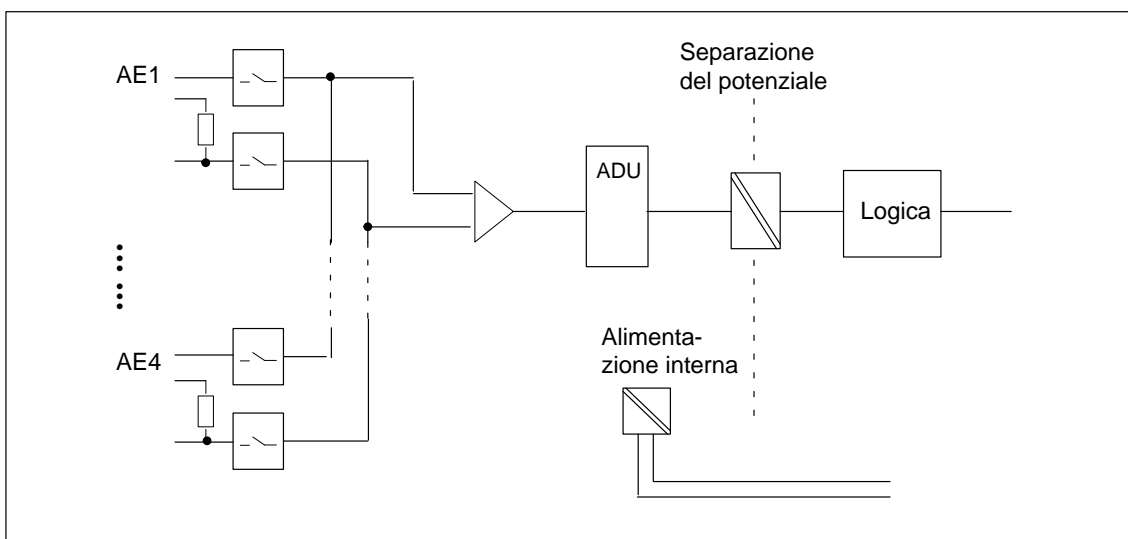 Separazione
del potenziale
AE1
ADU
Logica
Alimenta-
zione interna
AE4